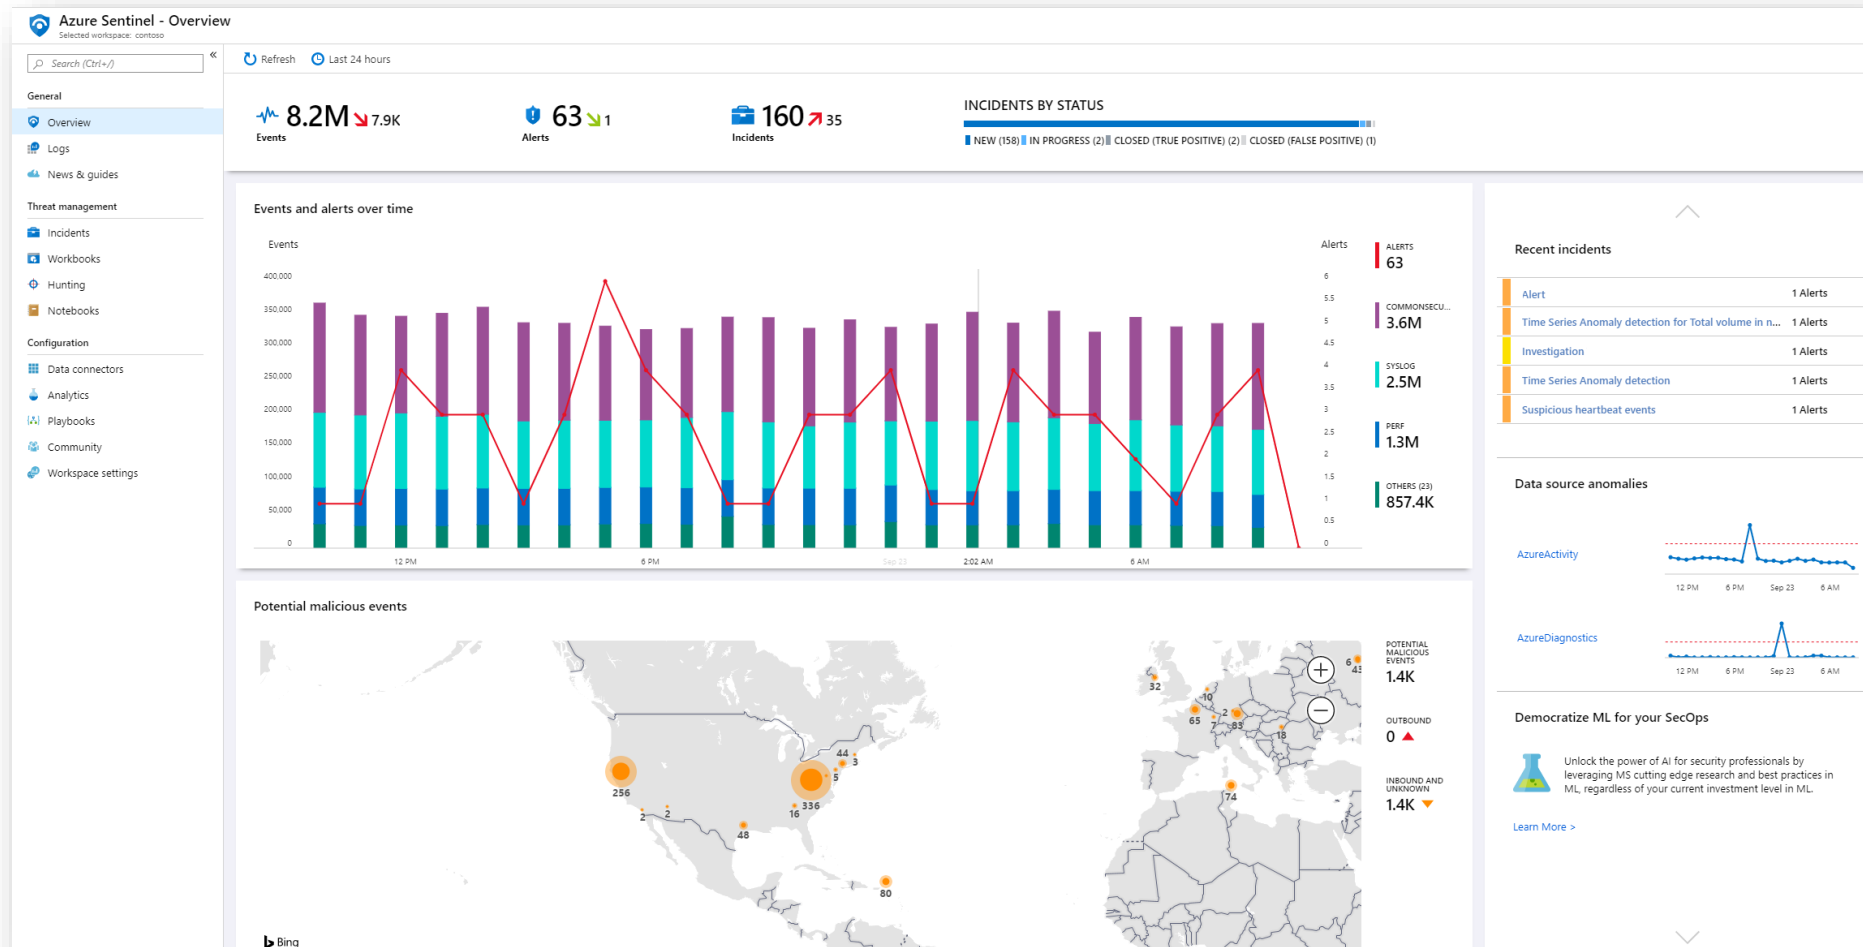 Azure Sentinel - Overview
Selected workspace: contoso
Search (Ctrl+/)
«
General
Overview
Logs
News & guides
Threat management
Incidents
Workbooks
Hunting
Notebooks
Configuration
Data connectors
Analytics
Playbooks
Community
Workspace settings
Refresh
Last 24 hours
8.2M 7.9K
Events
63 1
Alerts
160 35
Incidents
INCIDENTS BY STATUS
NEW (158) IN PROGRESS (2) CLOSED (TRUE POSITIVE) (2) CLOSED (FALSE POSITIVE) (1)
Events and alerts over time
Events
400,000
350,000
300,000
250,000
200,000
150,000
100,000
50,000
0
12 PM
6 PM
Sep 23
2:02 AM
6 AM
Alerts
6
5.5
5
4.5
4
3.5
3
2.5
2
1.5
1
0.5
0
ALERTS
63
COMMONSECU...
3.6M
SYSLOG
2.5M
PERF
1.3M
OTHERS (23)
857.4K
Potential malicious events
256
2
2
48
16
336
5
44
3
80
32
10
65
7
2
83
18
74
6
43
Bing
POTENTIAL
MALICIOUS
EVENTS
1.4K
OUTBOUND
0
INBOUND AND
UNKNOWN
1.4K
Recent incidents
Alert 1 Alerts
Time Series Anomaly detection for Total volume in n... 1 Alerts
Investigation 1 Alerts
Time Series Anomaly detection 1 Alerts
Suspicious heartbeat events 1 Alerts
Data source anomalies
AzureActivity
12 PM 6 PM Sep 23 6 AM
AzureDiagnostics
12 PM 6 PM Sep 23 6 AM
Democratize ML for your SecOps
Unlock the power of AI for security professionals by
leveraging MS cutting edge research and best practices in
ML, regardless of your current investment level in ML.
Learn More >